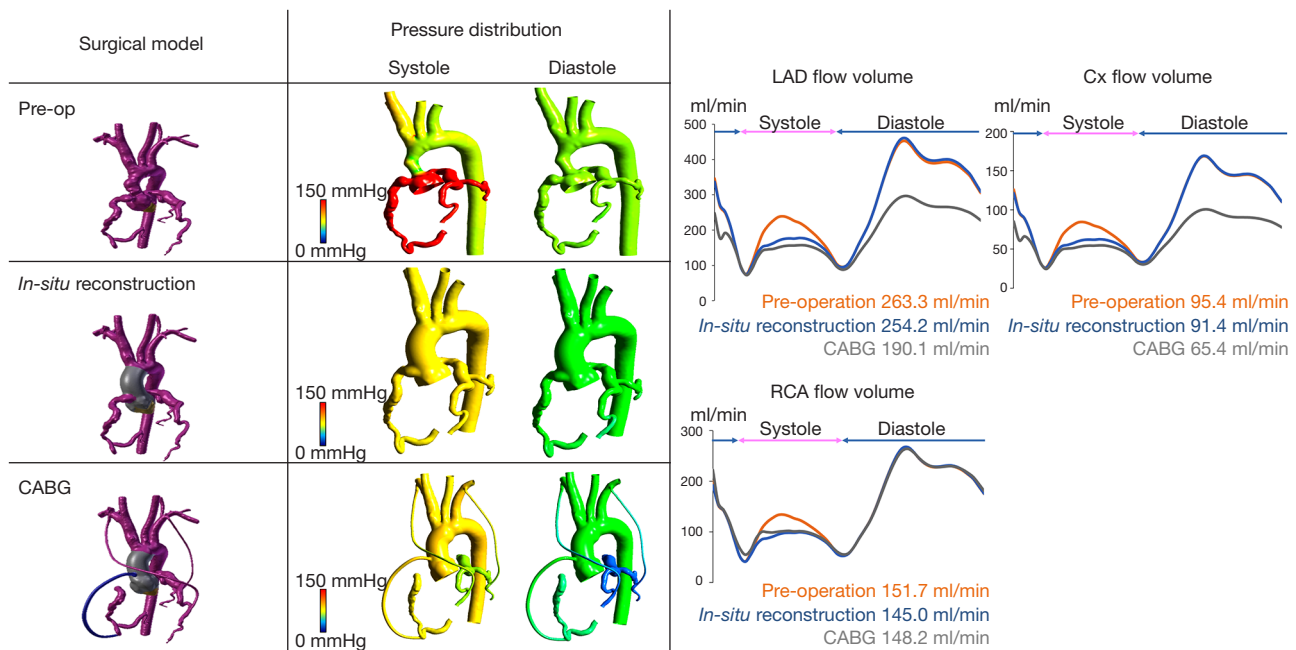 Surgical model
Pressure distribution
Systole
Diastole
Pre-op
150 mmHg
0 mmHg
In-situ reconstruction
150 mmHg
0 mmHg
CABG
150 mmHg
0 mmHg
LAD flow volume
ml/min
Systole
Diastole
500
400
300
200
100
0
Pre-operation 263.3 ml/min
In-situ reconstruction 254.2 ml/min
CABG 190.1 ml/min
Cx flow volume
ml/min
Systole
Diastole
200
150
100
50
0
Pre-operation 95.4 ml/min
In-situ reconstruction 91.4 ml/min
CABG 65.4 ml/min
RCA flow volume
ml/min
Systole
Diastole
300
200
100
0
Pre-operation 151.7 ml/min
In-situ reconstruction 145.0 ml/min
CABG 148.2 ml/min